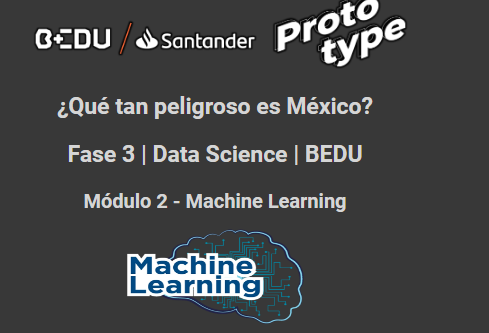 BEDU / Santander Proto
type
¿Qué tan peligroso es México?
Fase 3 | Data Science | BEDU
Módulo 2 - Machine Learning
Machine
Learning